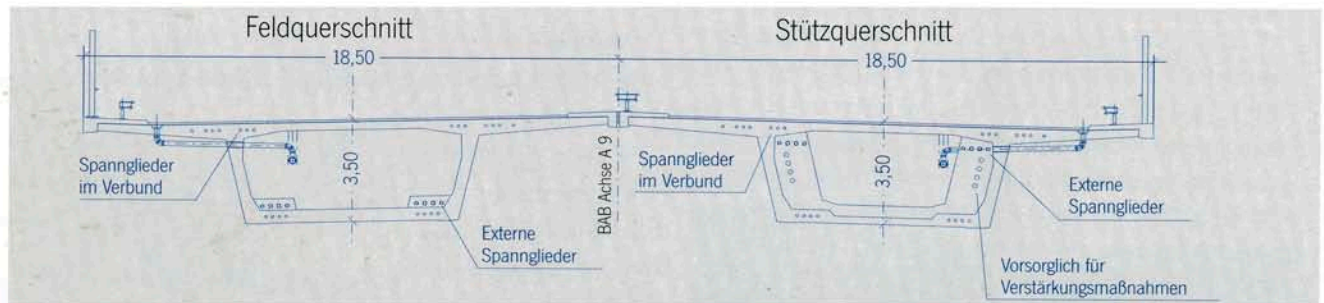 Feldquerschnitt
Stützquerschnitt
18,50
18,50
Spannglieder
im Verbund
3,50
Externe
Spannglieder
BAB Achse A 9
Spannglieder
im Verbund
3,50
Externe
Spannglieder
Vorsorglich für
Verstärkungsmaßnahmen